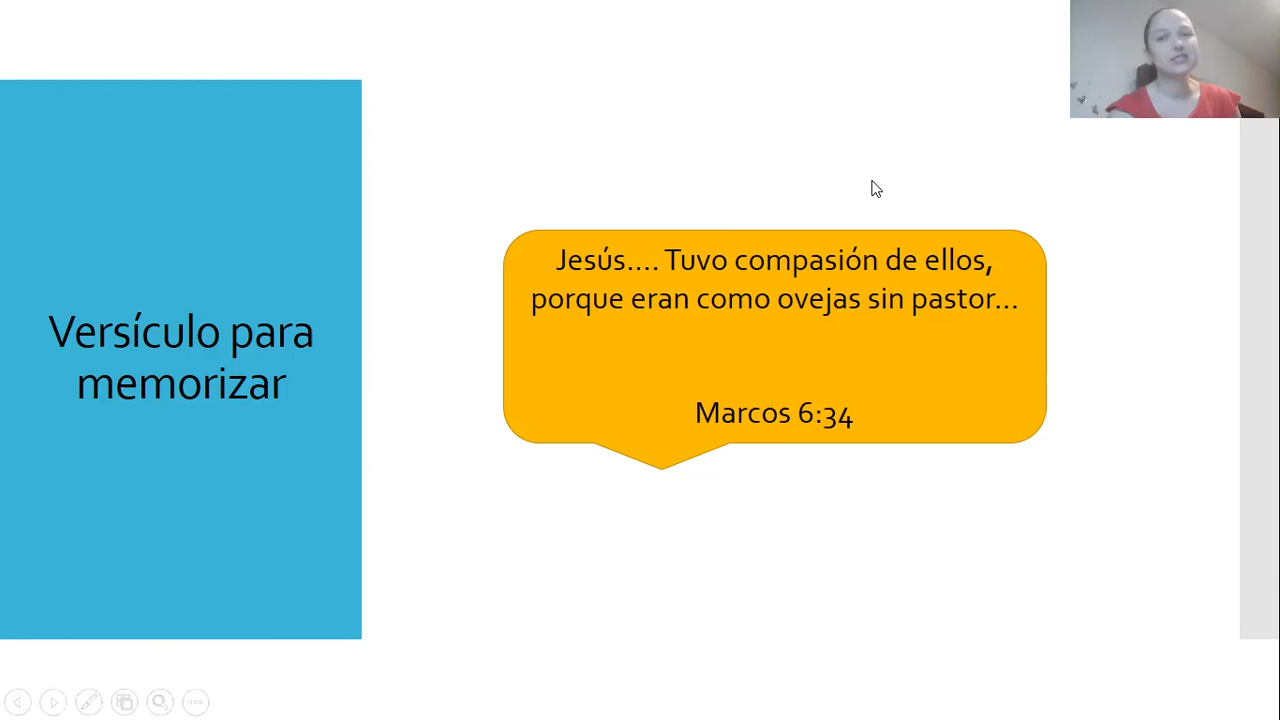 Versículo para
memorizar
Jesús.... Tuvo compasión de ellos,
porque eran como ovejas sin pastor...
Marcos 6:34